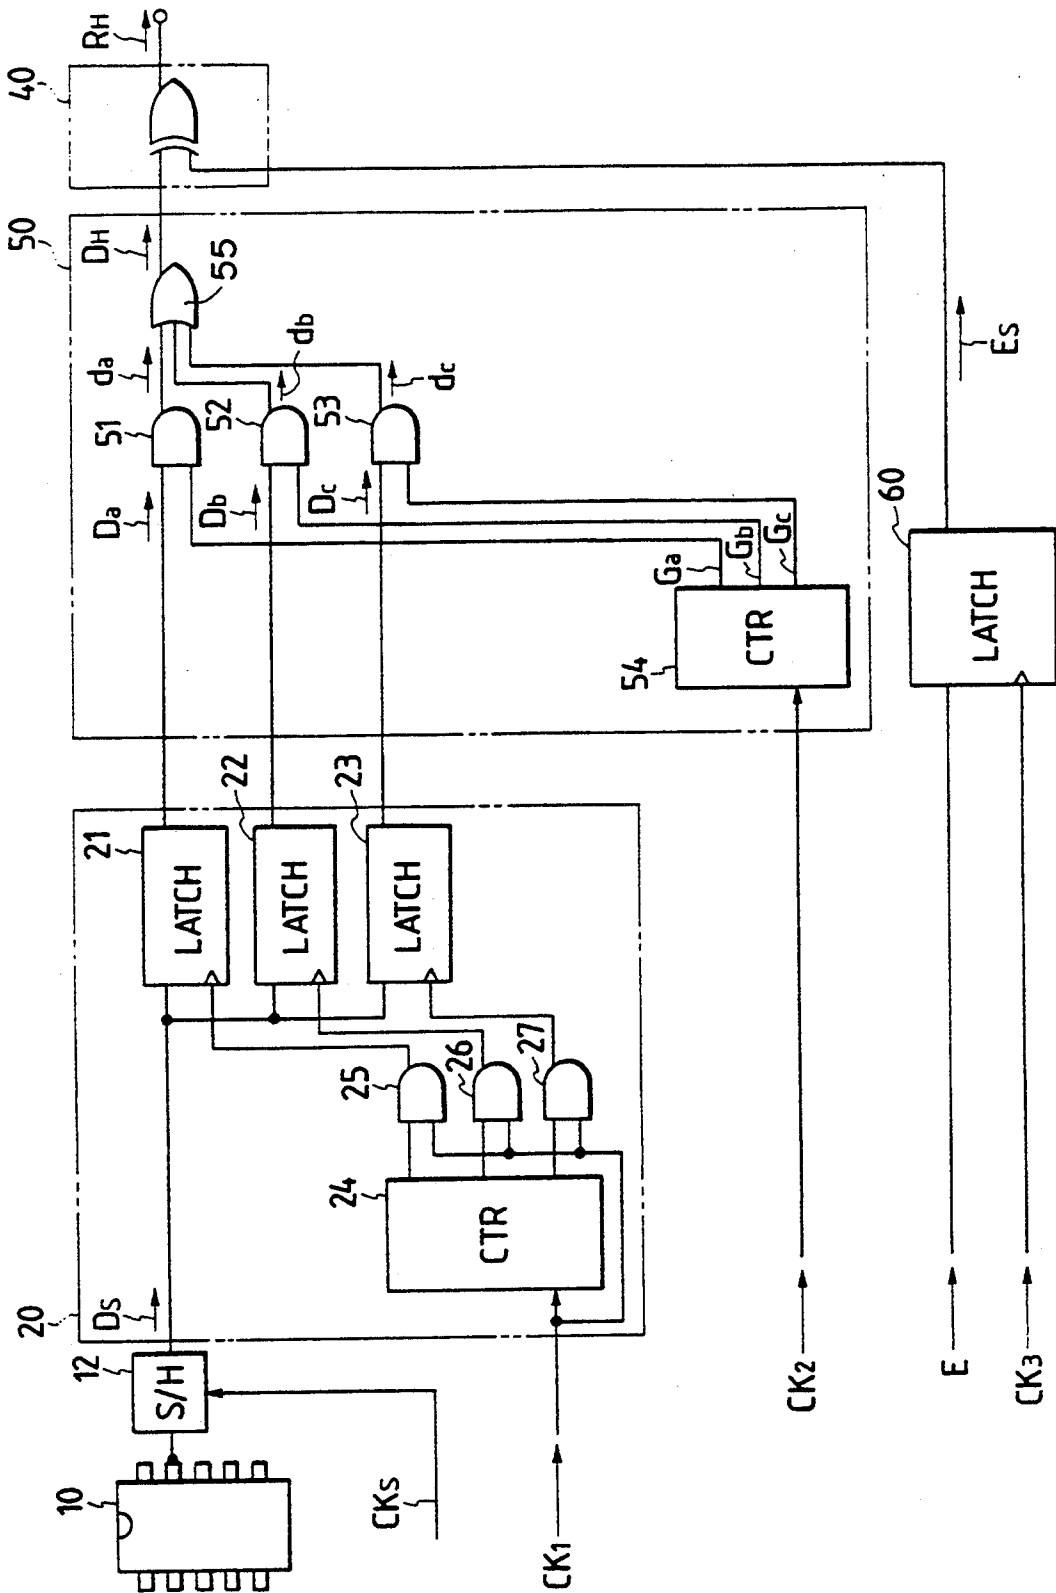 10
12
S/H
CKS
20
DS
21
LATCH
22
LATCH
23
LATCH
24
CTR
25
26
27
CK1
50
Da
Db
Dc
51
52
53
da
db
dc
55
DH
54
CTR
Ga
Gb
Gc
CK2
40
RH
60
LATCH
ES
E
CK3